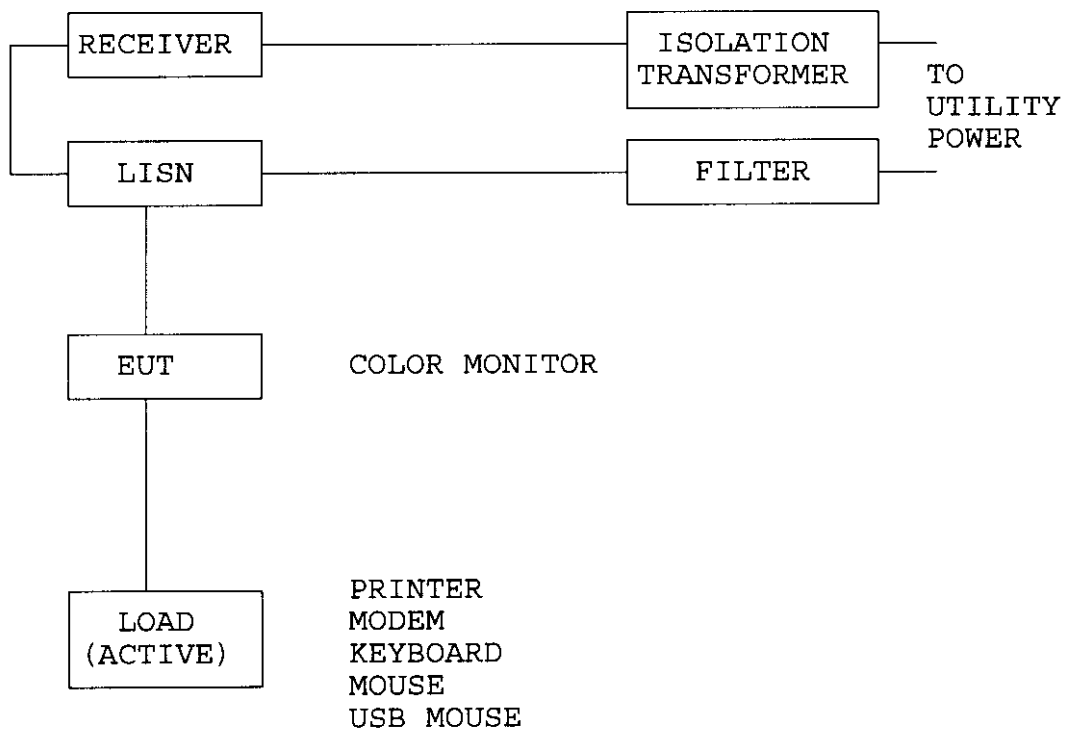 RECEIVER
ISOLATION
TRANSFORMER
TO
UTILITY
POWER
LISN
FILTER
EUT
COLOR MONITOR
LOAD
(ACTIVE)
PRINTER
MODEM
KEYBOARD
MOUSE
USB MOUSE